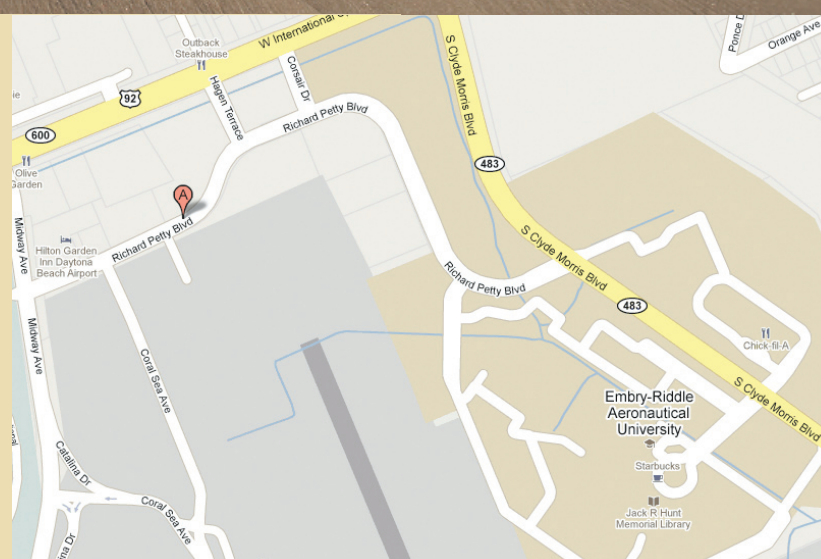 W International Sp
Outback
Steakhouse
Ponce D
Orange Ave
92
Hagen Terrace
Corsair Dr
S Clyde Morris Blvd
Richard Petty Blvd
600
483
Olive
Garden
A
Midway Ave
Richard Petty Blvd
S Clyde Morris Blvd
Hilton Garden
Inn Daytona
Beach Airport
Richard Petty Blvd
483
Midway Ave
Chick-fil-A
Coral Sea Ave
S Clyde Morris Blvd
Embry-Riddle
Aeronautical
University
Catalina Dr
Starbucks
Coral Sea Ave
Jack R Hunt
Memorial Library